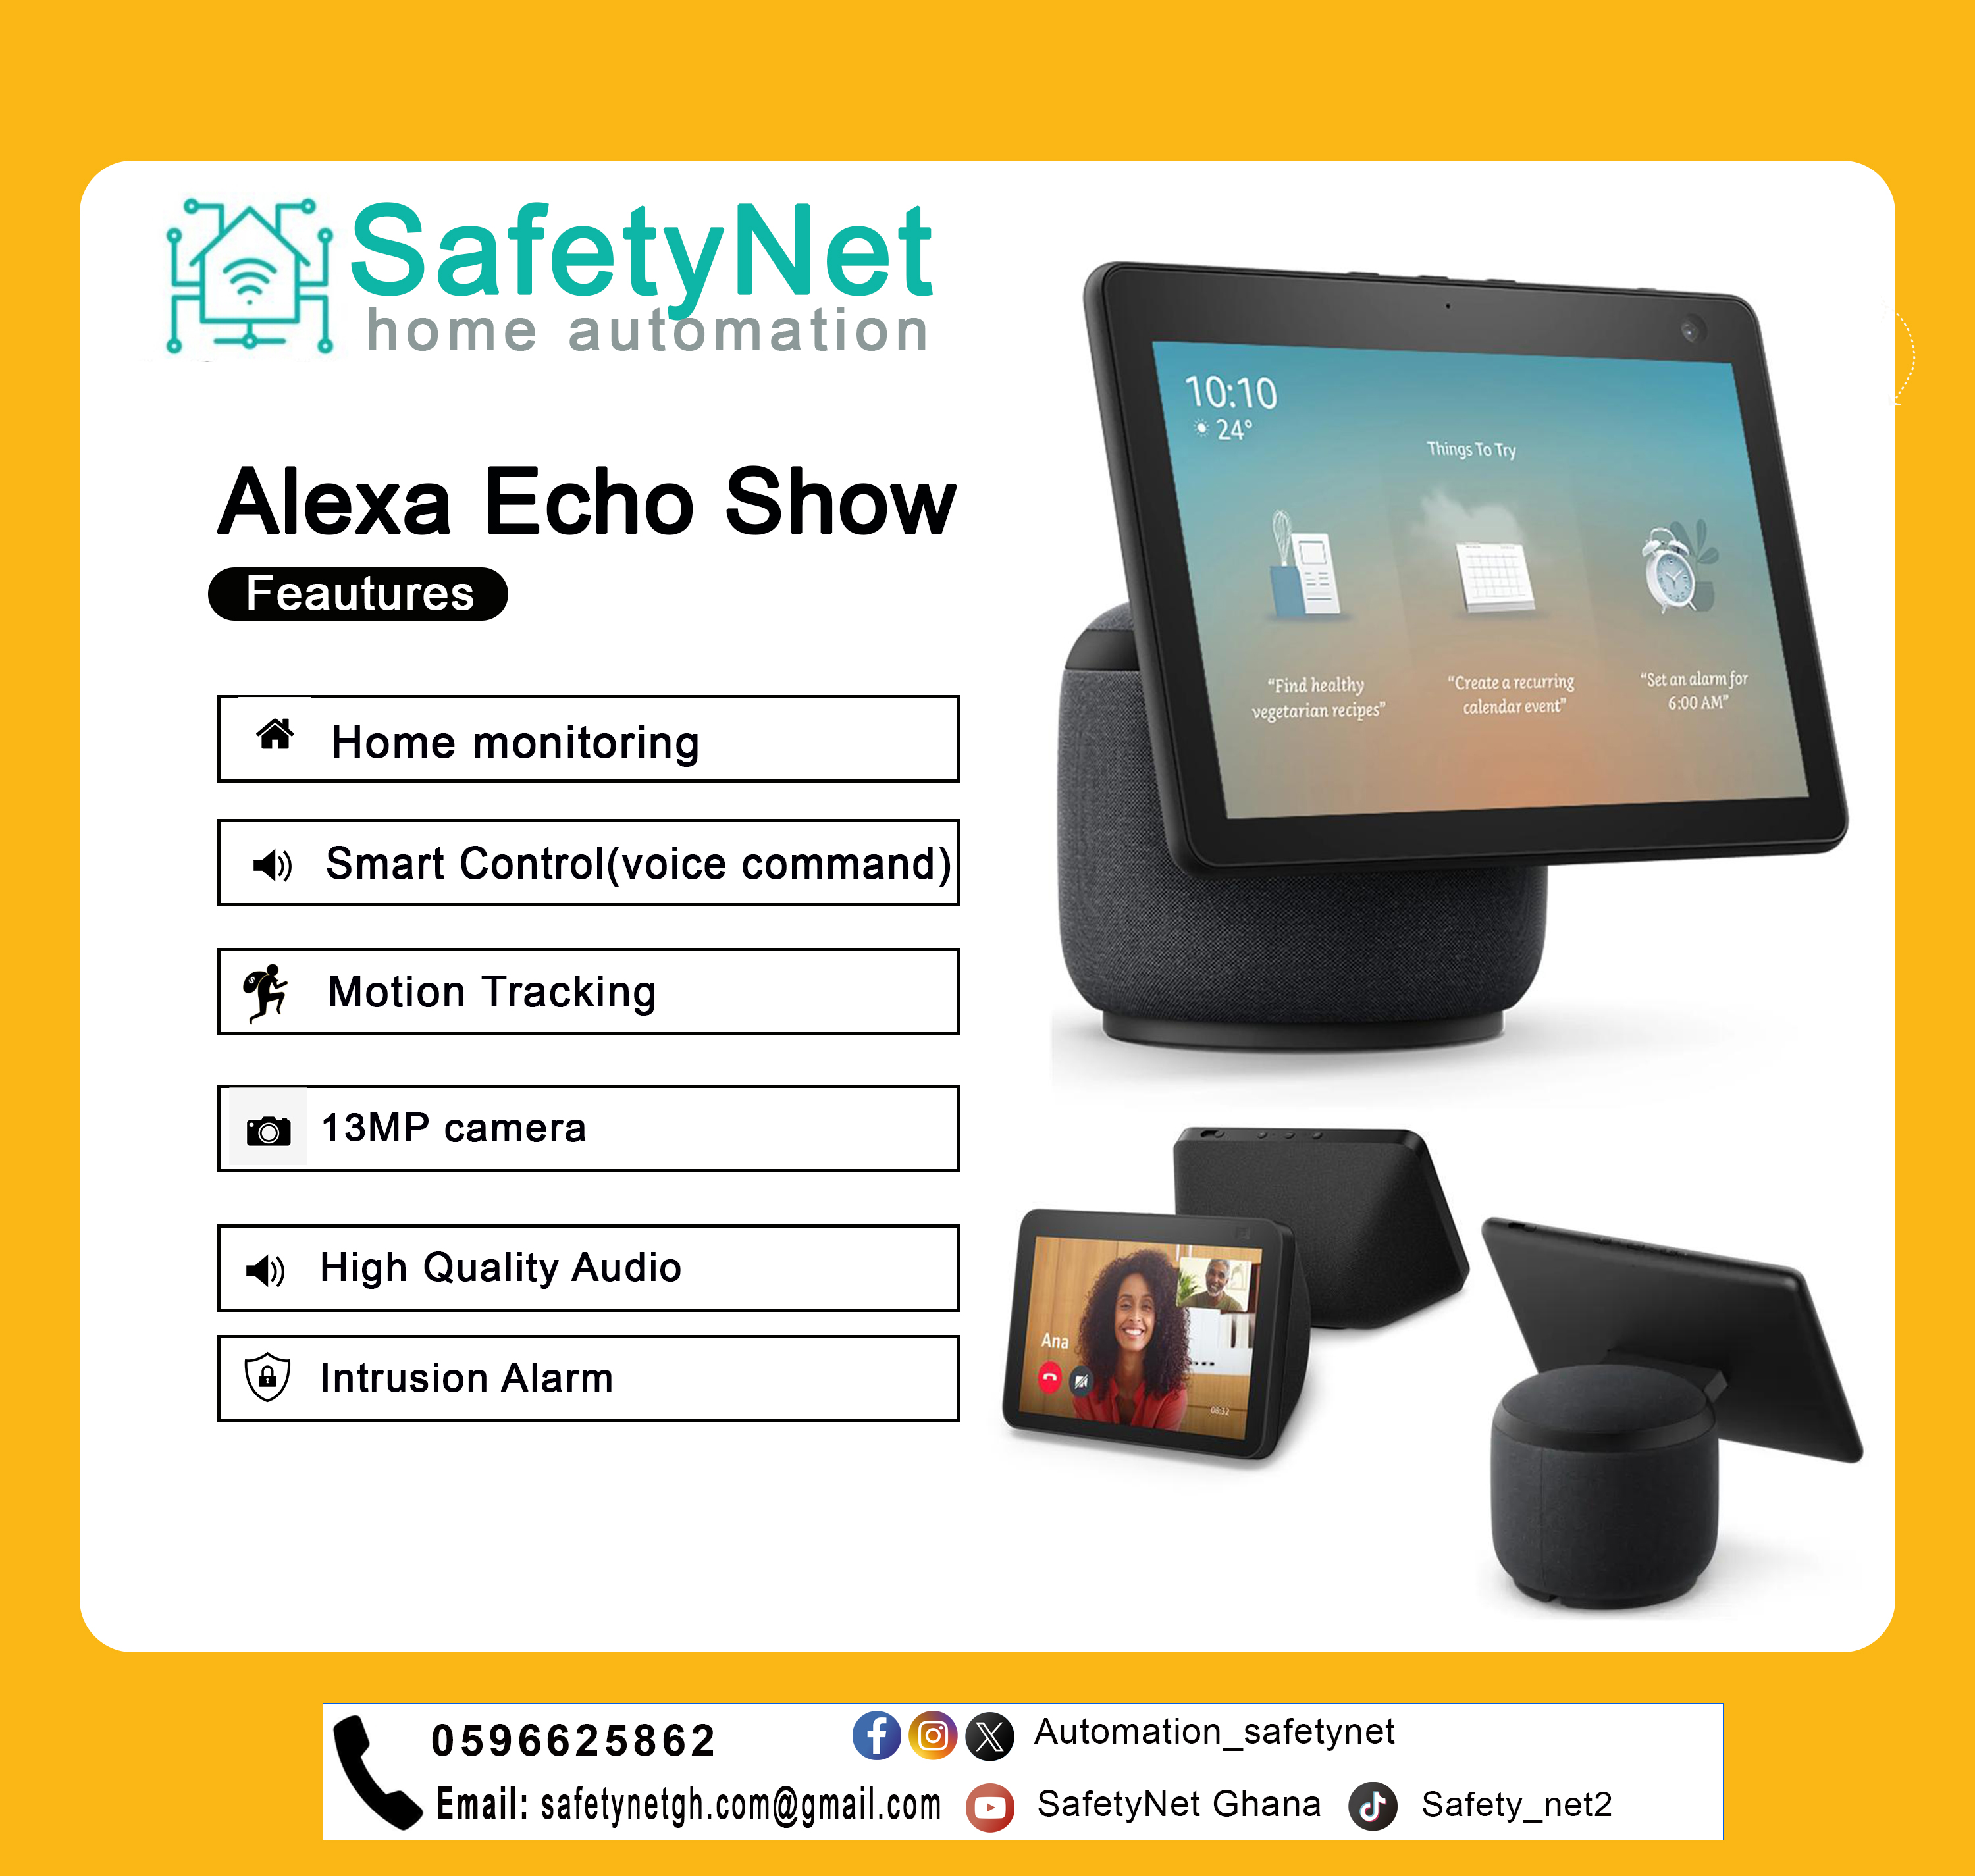 SafetyNet
home automation
Alexa Echo Show
Feautures
Home monitoring
Smart Control(voice command)
Motion Tracking
13MP camera
High Quality Audio
Intrusion Alarm
10:10
24°
Things To Try
“Find healthy
vegetarian recipes”
“Create a recurring
calendar event”
“Set an alarm for
6:00 AM”
Ana
08:32
0596625862
Automation_safetynet
Email: safetynetgh.com@gmail.com
SafetyNet Ghana
Safety_net2